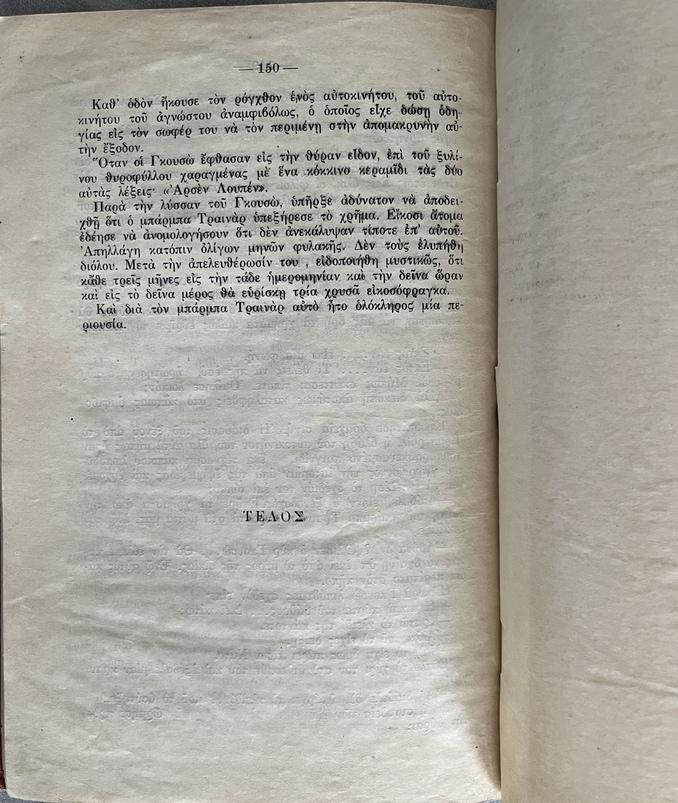 — 150 —
Καθ' ὁδὸν ἤκουσε τὸν ρόγχθον ἑνὸς αὐτοκινήτου, τοῦ αὐτο-
κινήτου τοῦ ἀγνώστου ἀναμφιβόλως, ὁ ὁποῖος εἶχε δώσῃ ὁδη-
γίας εἰς τὸν σωφέρ του νὰ τὸν περιμένῃ στὴν ἀπομακρυνὴν αὐ-
τὴν ἔξοδον.
Ὅταν οἱ Γκουσὼ ἔφθασαν εἰς τὴν θύραν εἶδον, ἐπὶ τοῦ ξυλί-
νου θυροφύλλου χαραγμένας μὲ ἕνα κόκκινο κεραμίδι τὰς δύο
αὐτὰς λέξεις· «Ἀρσὲν Λουπέν».
Παρὰ τὴν λύσσαν τοῦ Γκουσώ, ὑπῆρξε ἀδύνατον νὰ ἀποδει-
χθῇ ὅτι ὁ μπάρμπα Τραινὰρ ὑπεξήρεσε τὸ χρῆμα. Εἴκοσι ἄτομα
ἐδέησε νὰ ἀνομολογήσουν ὅτι δὲν ἀνεκάλυψαν τίποτε ἐπ' αὐτοῦ.
Ἀπηλλάγη κατόπιν ὀλίγων μηνῶν φυλακῆς. Δὲν τοὺς ἐλυπήθη
διόλου. Μετὰ τὴν ἀπελευθέρωσίν του , εἰδοποιήθη μυστικῶς, ὅτι
κάθε τρεῖς μῆνες εἰς τὴν τάδε ἡμερομηνίαν καὶ τὴν δεῖνα ὥραν
καὶ εἰς τὸ δεῖνα μέρος θὰ εὑρίσκῃ τρία χρυσᾶ εἰκοσόφραγκα.
Καὶ διὰ τὸν μπάρμπα Τραινὰρ αὐτὸ ἦτο ὁλόκληρος μία πε-
ριουσία.
ΤΕΛΟΣ